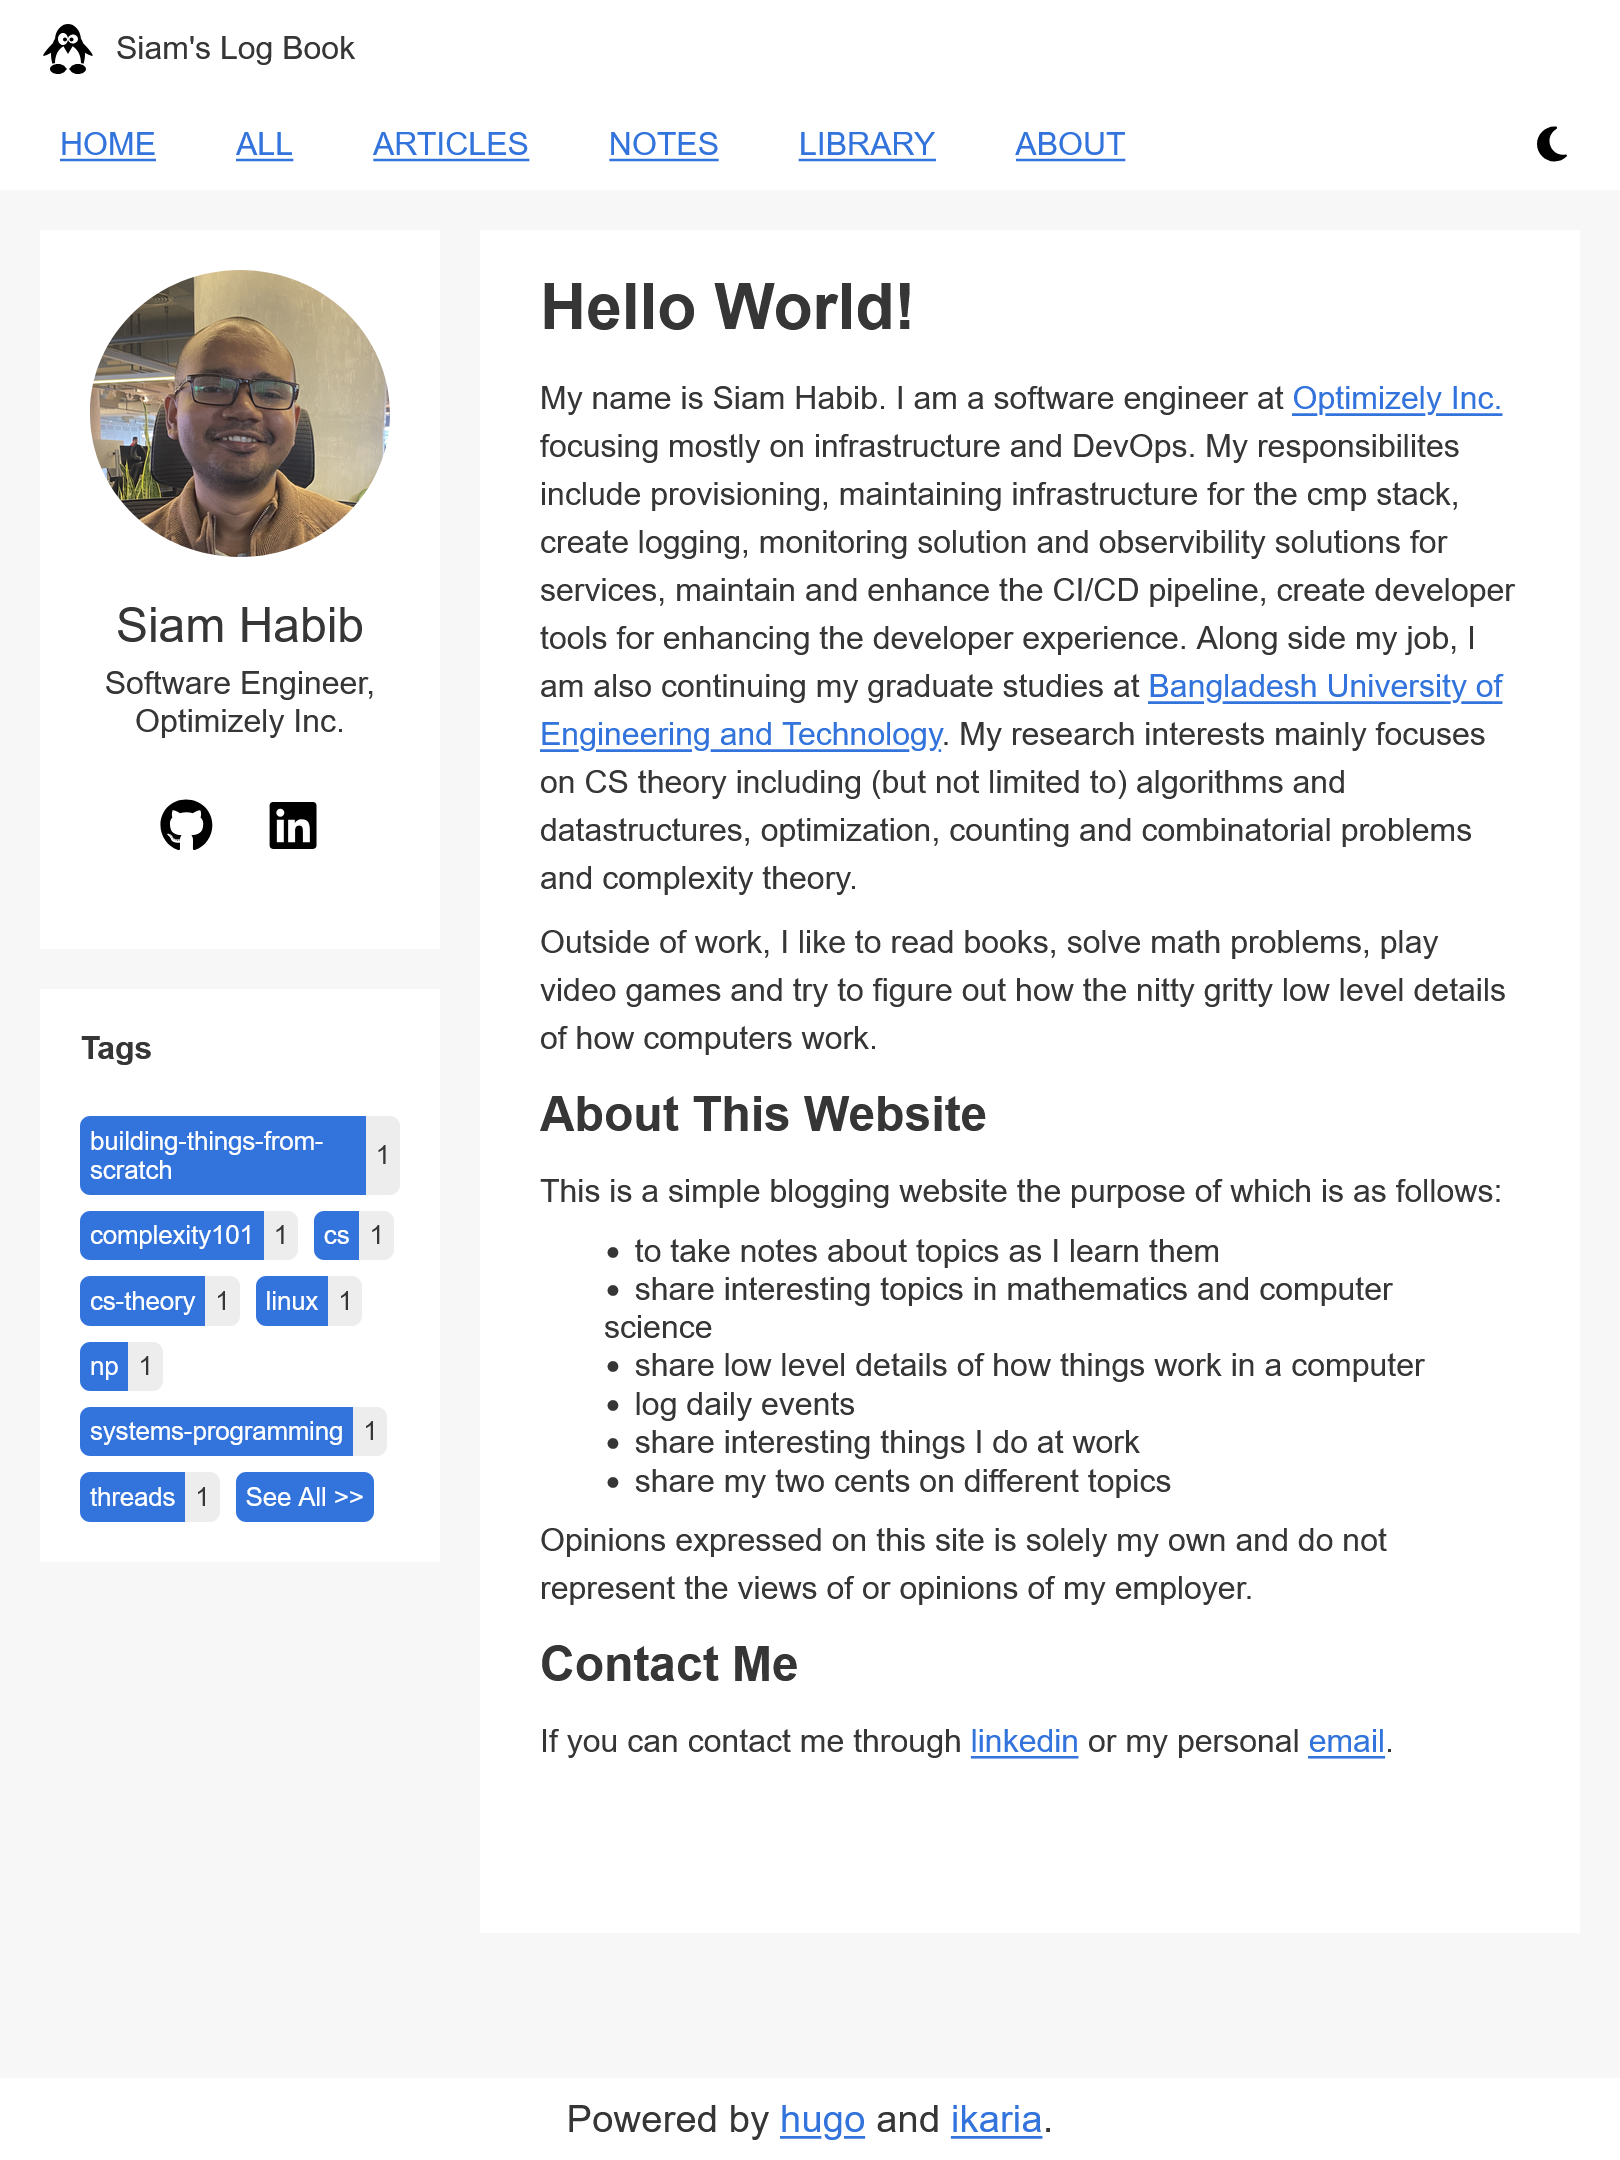 Siam's Log Book
HOME ALL ARTICLES NOTES LIBRARY ABOUT
Siam Habib
Software Engineer,
Optimizely Inc.
in
Tags
building-things-from-
scratch 1
complexity101 1 cs 1
cs-theory 1 linux 1
np 1
systems-programming 1
threads 1 See All >>
Hello World!
My name is Siam Habib. I am a software engineer at Optimizely Inc.
focusing mostly on infrastructure and DevOps. My responsibilites
include provisioning, maintaining infrastructure for the cmp stack,
create logging, monitoring solution and observibility solutions for
services, maintain and enhance the CI/CD pipeline, create developer
tools for enhancing the developer experience. Along side my job, I
am also continuing my graduate studies at Bangladesh University of
Engineering and Technology. My research interests mainly focuses
on CS theory including (but not limited to) algorithms and
datastructures, optimization, counting and combinatorial problems
and complexity theory.
Outside of work, I like to read books, solve math problems, play
video games and try to figure out how the nitty gritty low level details
of how computers work.
About This Website
This is a simple blogging website the purpose of which is as follows:
• to take notes about topics as I learn them
• share interesting topics in mathematics and computer
science
• share low level details of how things work in a computer
• log daily events
• share interesting things I do at work
• share my two cents on different topics
Opinions expressed on this site is solely my own and do not
represent the views of or opinions of my employer.
Contact Me
If you can contact me through linkedin or my personal email.
Powered by hugo and ikaria.